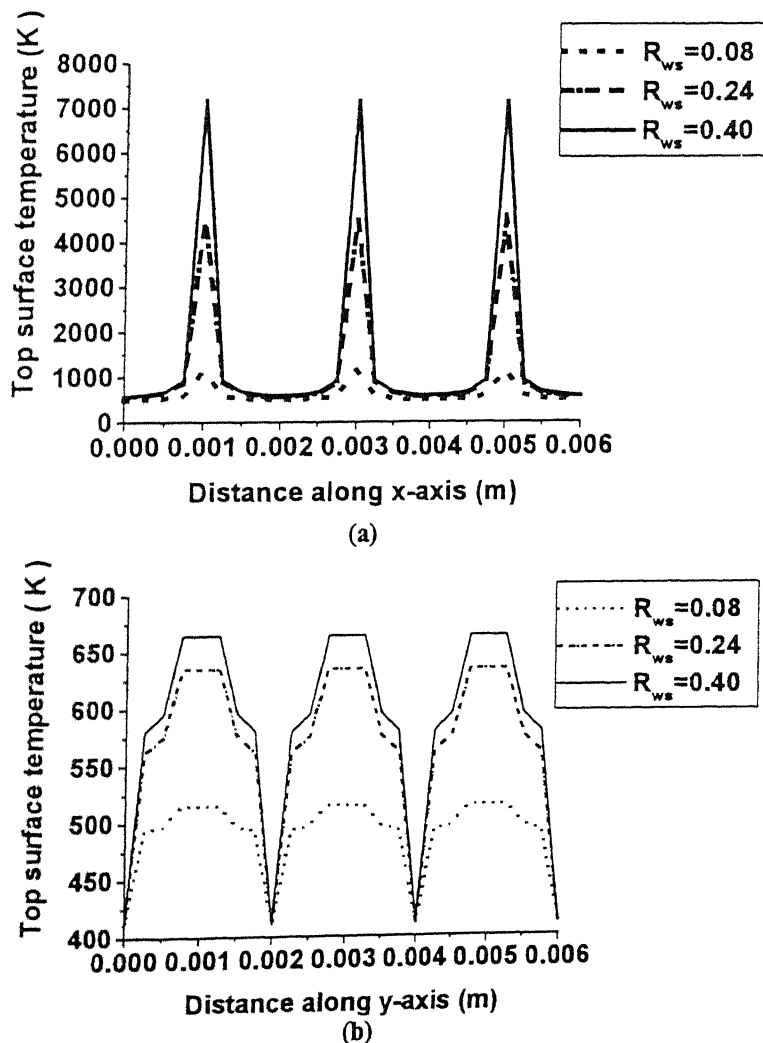 Top surface temperature (K)
8000
7000
6000
5000
4000
3000
2000
1000
0
0.000 0.001 0.002 0.003 0.004 0.005 0.006
Distance along x-axis (m)
R_ws=0.08
R_ws=0.24
R_ws=0.40
(a)
Top surface temperature ( K )
700
650
600
550
500
450
400
0.000 0.001 0.002 0.003 0.004 0.005 0.006
Distance along y-axis (m)
R_ws=0.08
R_ws=0.24
R_ws=0.40
(b)